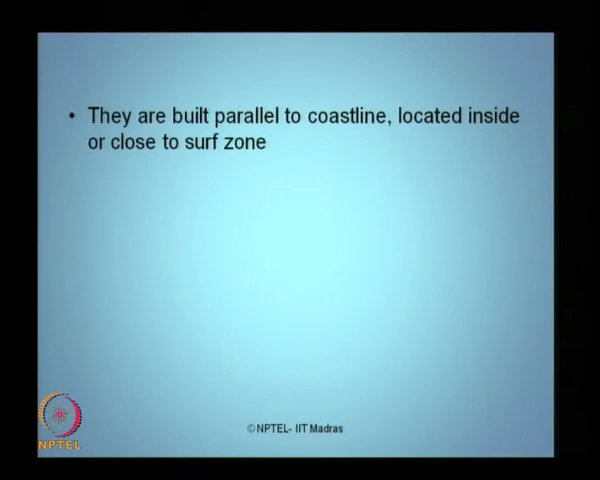 • They are built parallel to coastline, located inside
or close to surf zone
NPTEL
©NPTEL- IIT Madras